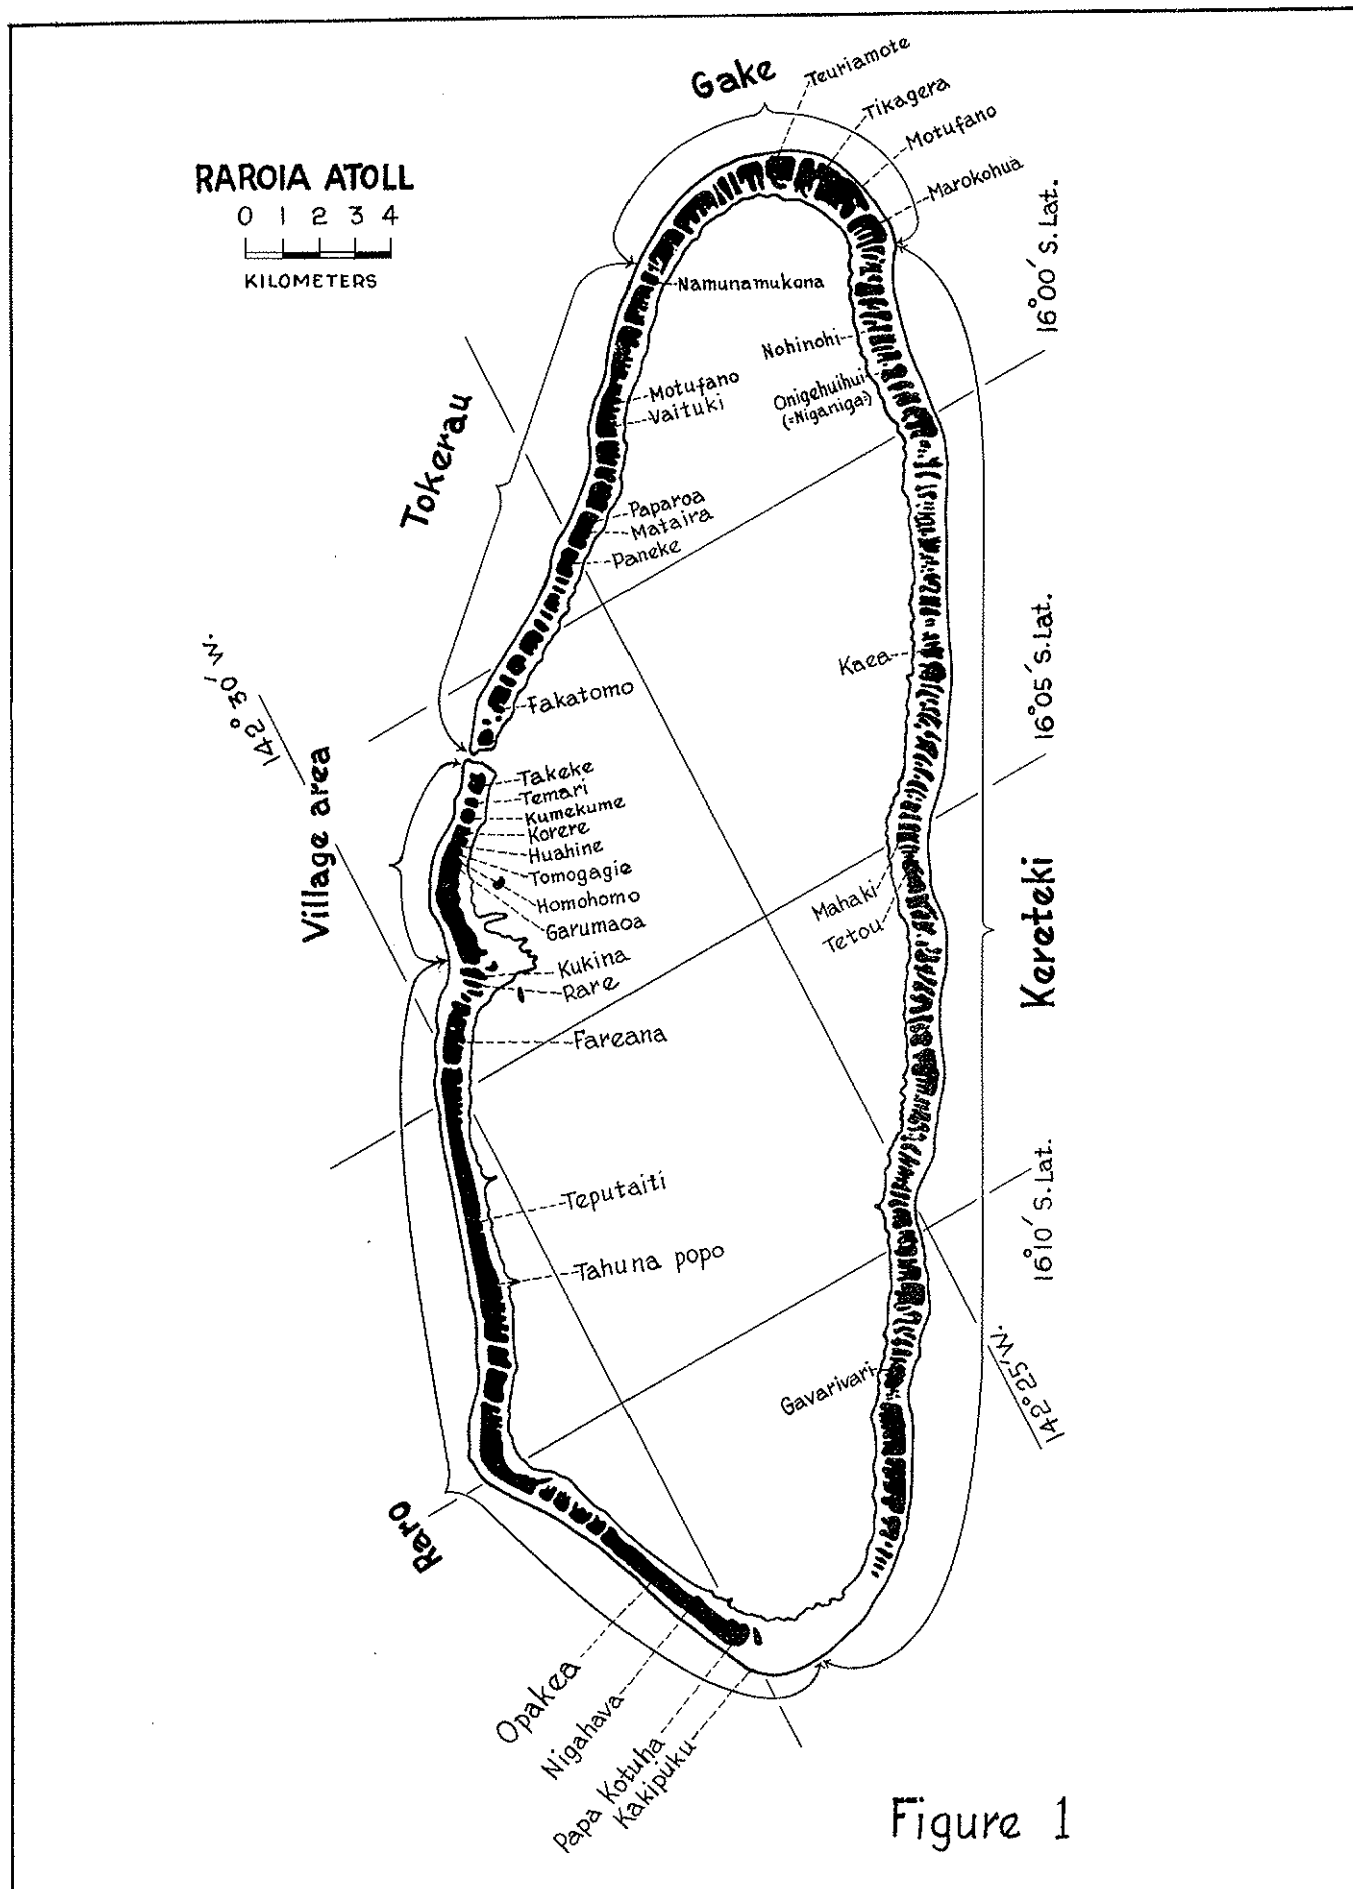 Gake
Teuriamote
Tikagera
Motufano
Marokohua
RAROIA ATOLL
0 1 2 3 4
KILOMETERS
16°00′ S. Lat.
Namunamukona
Nohinohi
Onigehuihui
(=Niganiga=)
Motufano
Vaituki
Tokerau
Paparoa
Mataira
Paneke
142° 30′ W.
Kaea
16°05′ S. Lat.
Fakatomo
Village area
Takeke
Temari
Kumekume
Korere
Huahine
Tomogagie
Homohomo
Garumaoa
Mahaki
Tetou
Kereteki
Kukina
Rare
Fareana
Teputaiti
16°10′ S. Lat.
Tahuna popo
Gavarivari
142° 25′ W.
Raro
Opakea
Nigahava
Papa Kotuha
Kakipuku
Figure 1